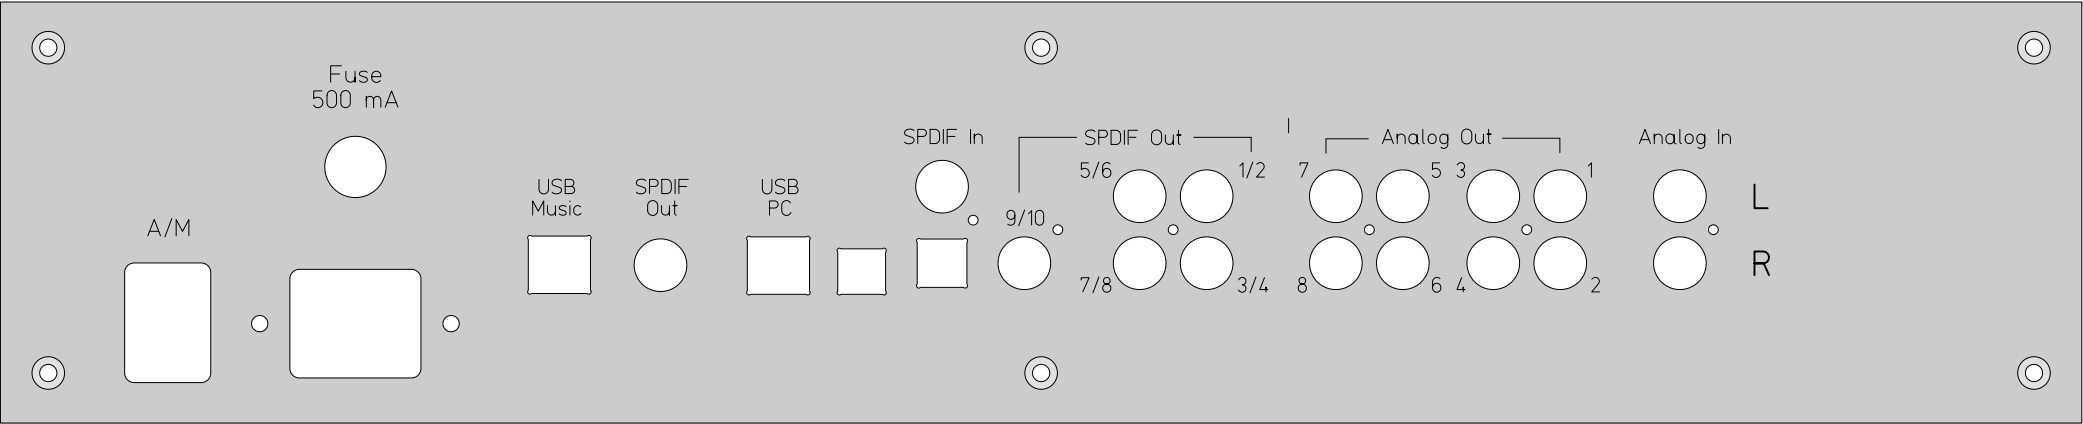 Fuse
500 mA
A/M
USB
Music
SPDIF
Out
USB
PC
SPDIF In
SPDIF Out
5/6
1/2
9/10
7/8
3/4
Analog Out
7
5
3
1
8
6
4
2
Analog In
L
R